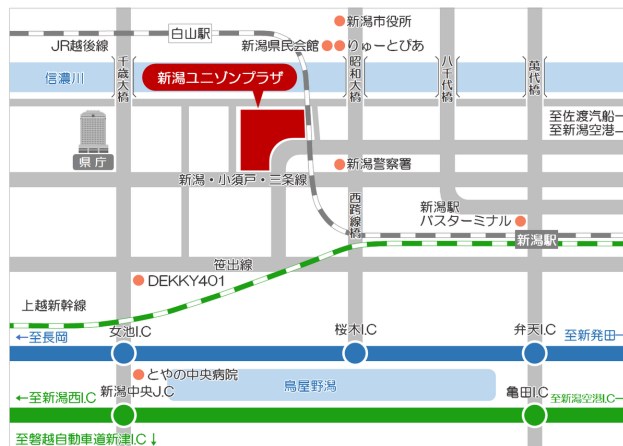 新潟市役所
白山駅
JR越後線
新潟県民会館
りゅーとぴあ
千歳大橋
昭和大橋
八千代橋
萬代橋
信濃川
新潟ユニゾンプラザ
至佐渡汽船
至新潟空港
県庁
新潟警察署
新潟・小須戸・三条線
西跨線橋
新潟駅
バスターミナル
新潟駅
笹出線
DEKKY401
上越新幹線
女池I.C
桜木I.C
弁天I.C
←至長岡
至新発田
とやの中央病院
新潟中央J.C
鳥屋野潟
亀田I.C
←至新潟西I.C
至新潟空港I.C→
至磐越自動車道新津I.C↓